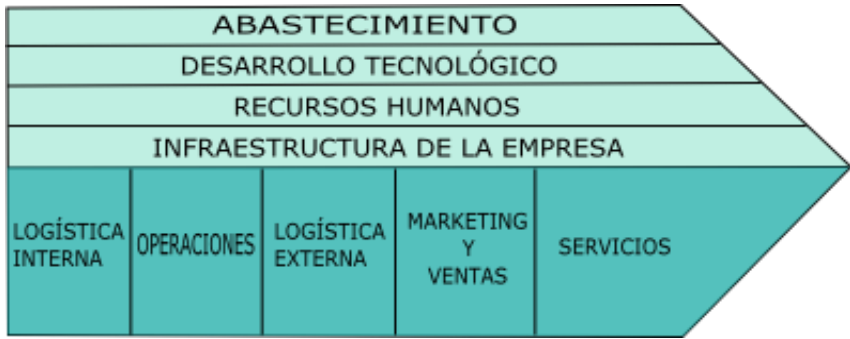 ABASTECIMIENTO
DESARROLLO TECNOLÓGICO
RECURSOS HUMANOS
INFRAESTRUCTURA DE LA EMPRESA
LOGÍSTICA
INTERNA
OPERACIONES
LOGÍSTICA
EXTERNA
MARKETING
Y
VENTAS
SERVICIOS